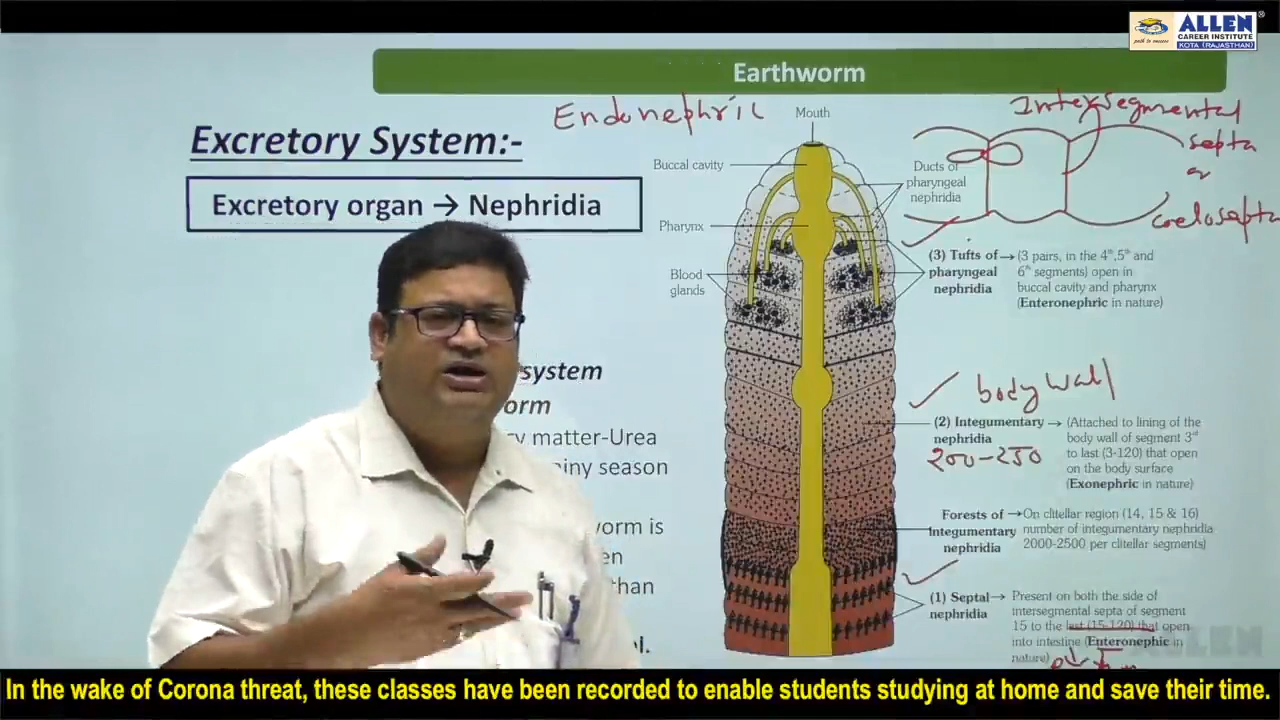 ALLEN
CAREER INSTITUTE
KOTA (RAJASTHAN)
path to success
Earthworm
Endonephric
Excretory System:-
Excretory organ → Nephridia
system
orm
matter-Urea
iny season
worm is
en
than
l.
Mouth
Buccal cavity
Pharynx
Blood
glands
Ducts of
pharyngeal
nephridia
Intersegmental
septa
or
coelosepta
(3) Tufts of → (3 pairs, in the 4th,5th and
pharyngeal 6th segments) open in
nephridia buccal cavity and pharynx
(Enteronephric in nature)
body wall
(2) Integumentary → (Attached to lining of the
nephridia body wall of segment 3rd
200-250 to last (3-120) that open
on the body surface
(Exonephric in nature)
Forests of → On clitellar region (14, 15 & 16)
Integumentary number of integumentary nephridia
nephridia 2000-2500 per clitellar segments)
(1) Septal → Present on both the side of
nephridia intersegmental septa of segment
15 to the last (15-120) that open
into intestine (Enteronephic in
nature)
ALLEN
In the wake of Corona threat, these classes have been recorded to enable students studying at home and save their time.